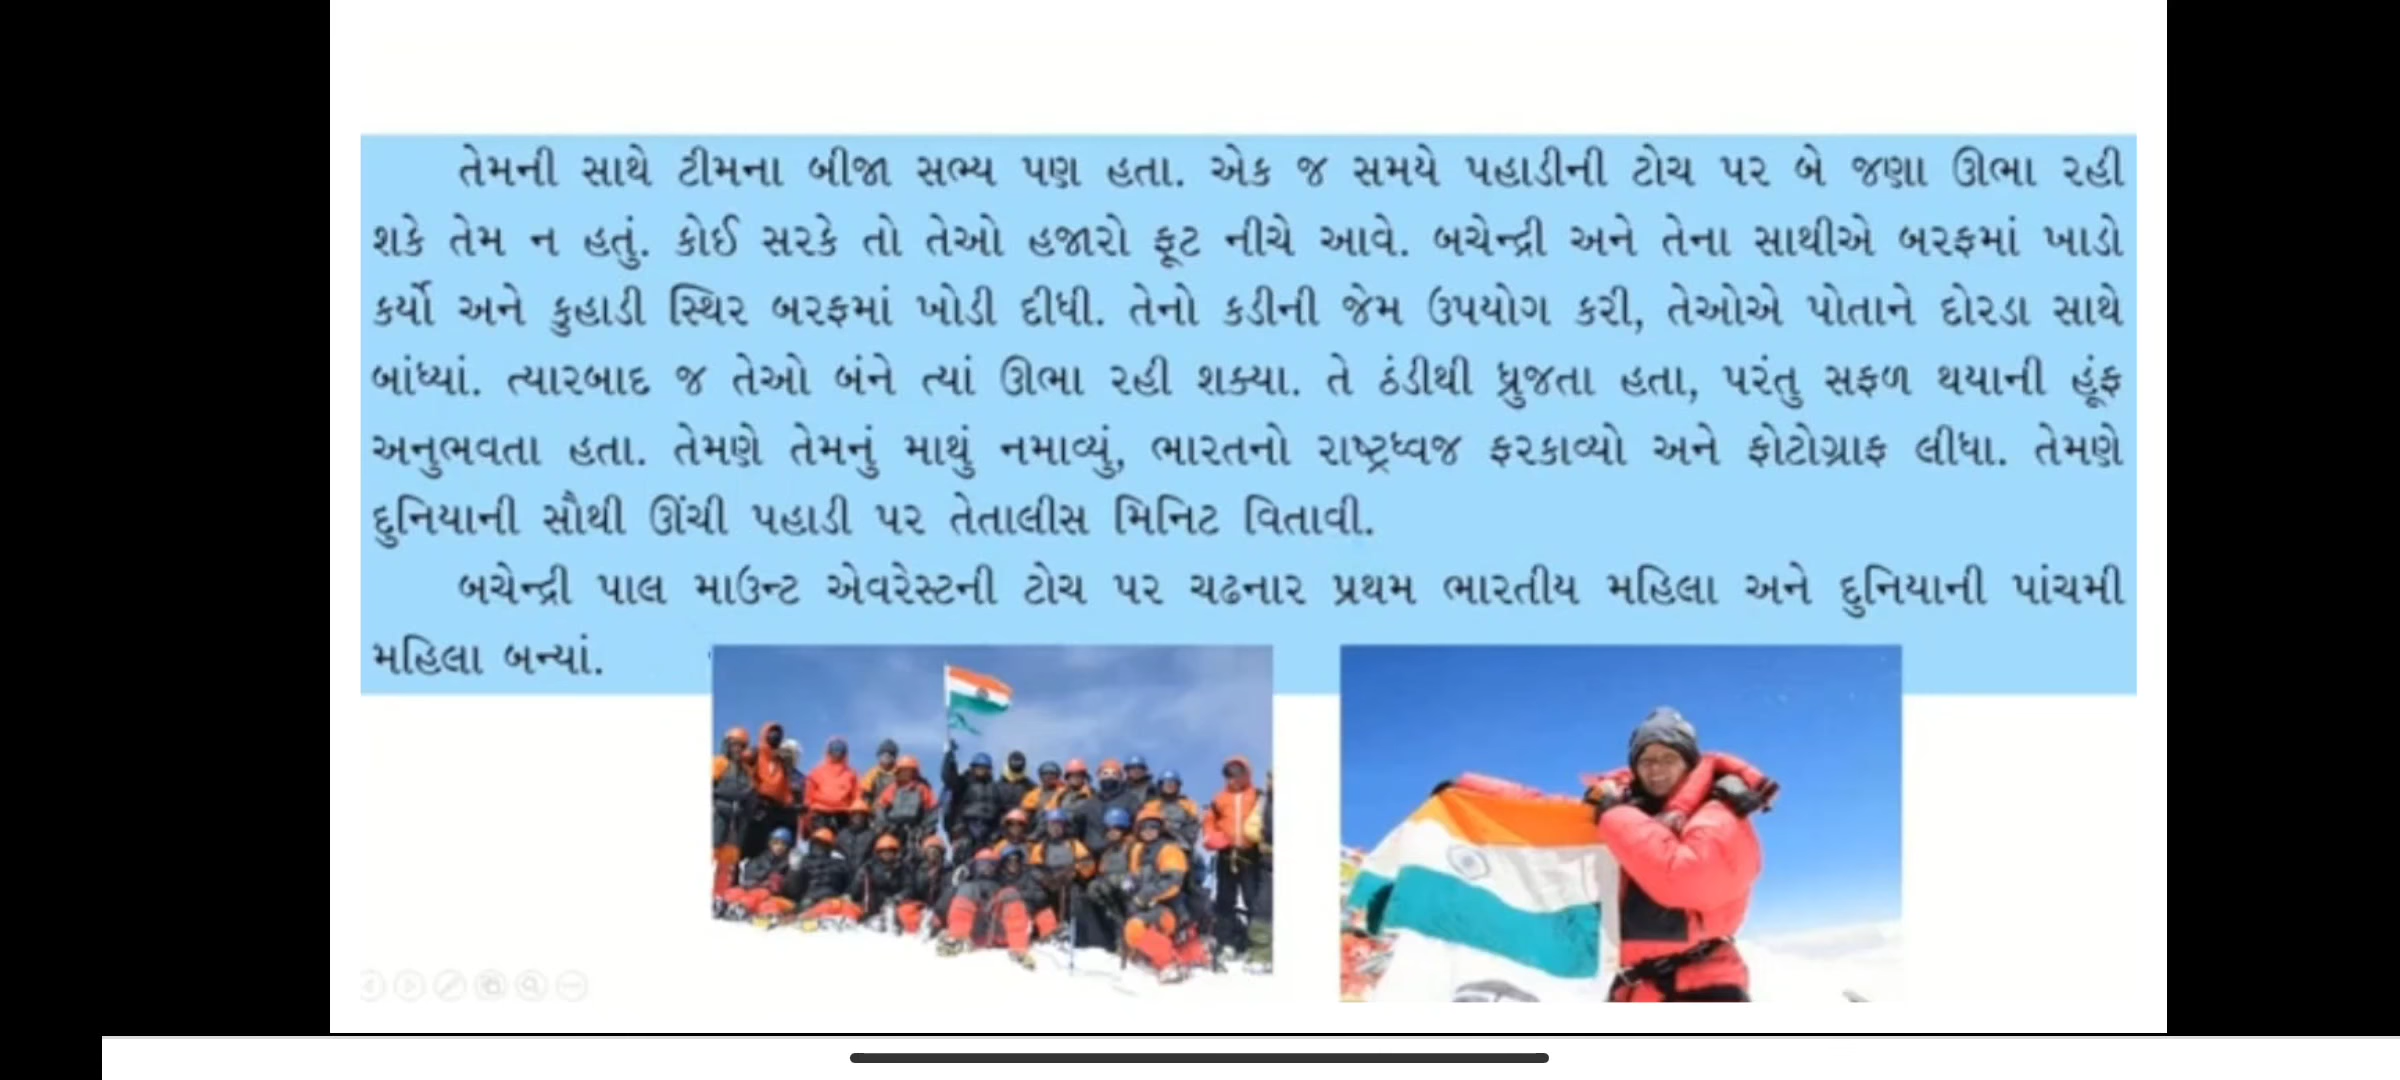 તેમની સાથે ટીમના બીજા સભ્ય પણ હતા. એક જ સમયે પહાડીની ટોચ પર બે જણા ઊભા રહી
શકે તેમ ન હતું. કોઈ સરકે તો તેઓ હજારો ફૂટ નીચે આવે. બચેન્દ્રી અને તેના સાથીએ બરફમાં ખાડો
કર્યો અને કુહાડી સ્થિર બરફમાં ખોડી દીધી. તેનો કડીની જેમ ઉપયોગ કરી, તેઓએ પોતાને દોરડા સાથે
બાંધ્યાં. ત્યારબાદ જ તેઓ બંને ત્યાં ઊભા રહી શક્યા. તે ઠંડીથી ધ્રુજતા હતા, પરંતુ સફળ થયાની હૂંફ
અનુભવતા હતા. તેમણે તેમનું માથું નમાવ્યું, ભારતનો રાષ્ટ્રધ્વજ ફરકાવ્યો અને ફોટોગ્રાફ લીધા. તેમણે
દુનિયાની સૌથી ઊંચી પહાડી પર તેતાલીસ મિનિટ વિતાવી.
બચેન્દ્રી પાલ માઉન્ટ એવરેસ્ટની ટોચ પર ચઢનાર પ્રથમ ભારતીય મહિલા અને દુનિયાની પાંચમી
મહિલા બન્યાં.